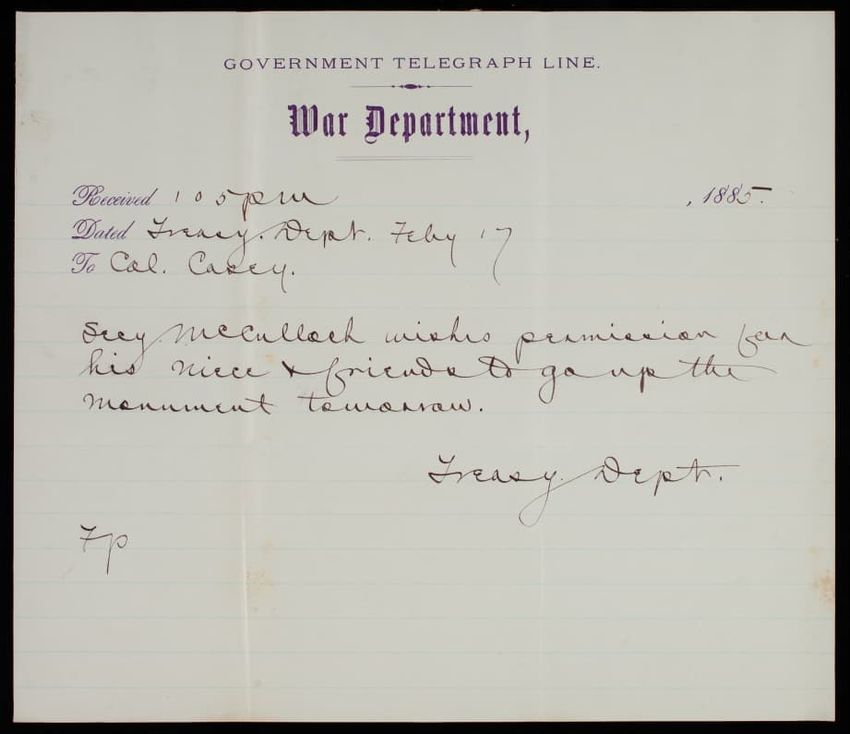 GOVERNMENT TELEGRAPH LINE.
War Department,
Received 1 05 pm , 1885.
Dated Treasy. Dept. Feby 17
To Col. Casey.
Secy McCulloch wishes permission for
his niece & friends to go up the
monument tomorrow.
Treasy. Dept.
Fp